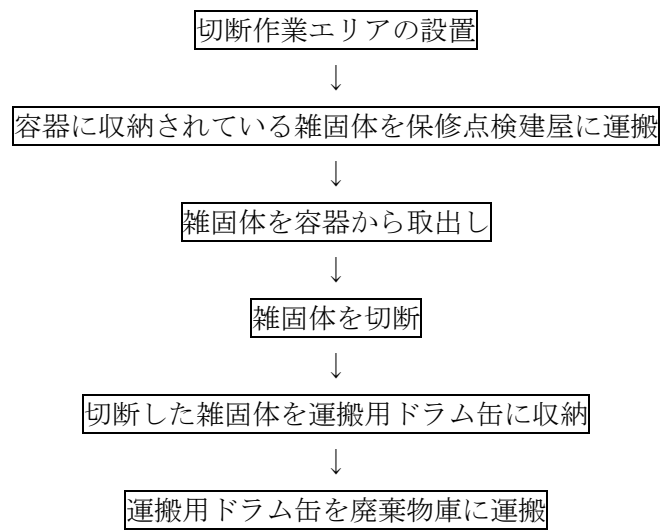 切断作業エリアの設置
↓
容器に収納されている雑固体を保修点検建屋に運搬
↓
雑固体を容器から取出し
↓
雑固体を切断
↓
切断した雑固体を運搬用ドラム缶に収納
↓
運搬用ドラム缶を廃棄物庫に運搬